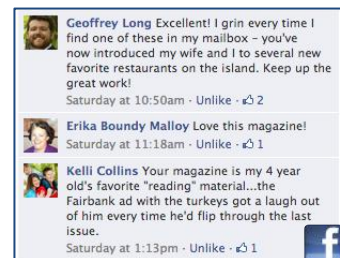 Geoffrey Long Excellent! I grin every time I
find one of these in my mailbox - you've
now introduced my wife and I to several new
favorite restaurants on the island. Keep up the
great work!
Saturday at 10:50am · Unlike · 2
Erika Boundy Malloy Love this magazine!
Saturday at 11:18am · Unlike · 1
Kelli Collins Your magazine is my 4 year
old's favorite "reading" material...the
Fairbank ad with the turkeys got a laugh out
of him every time he'd flip through the last
issue.
Saturday at 1:13pm · Unlike · 1
f